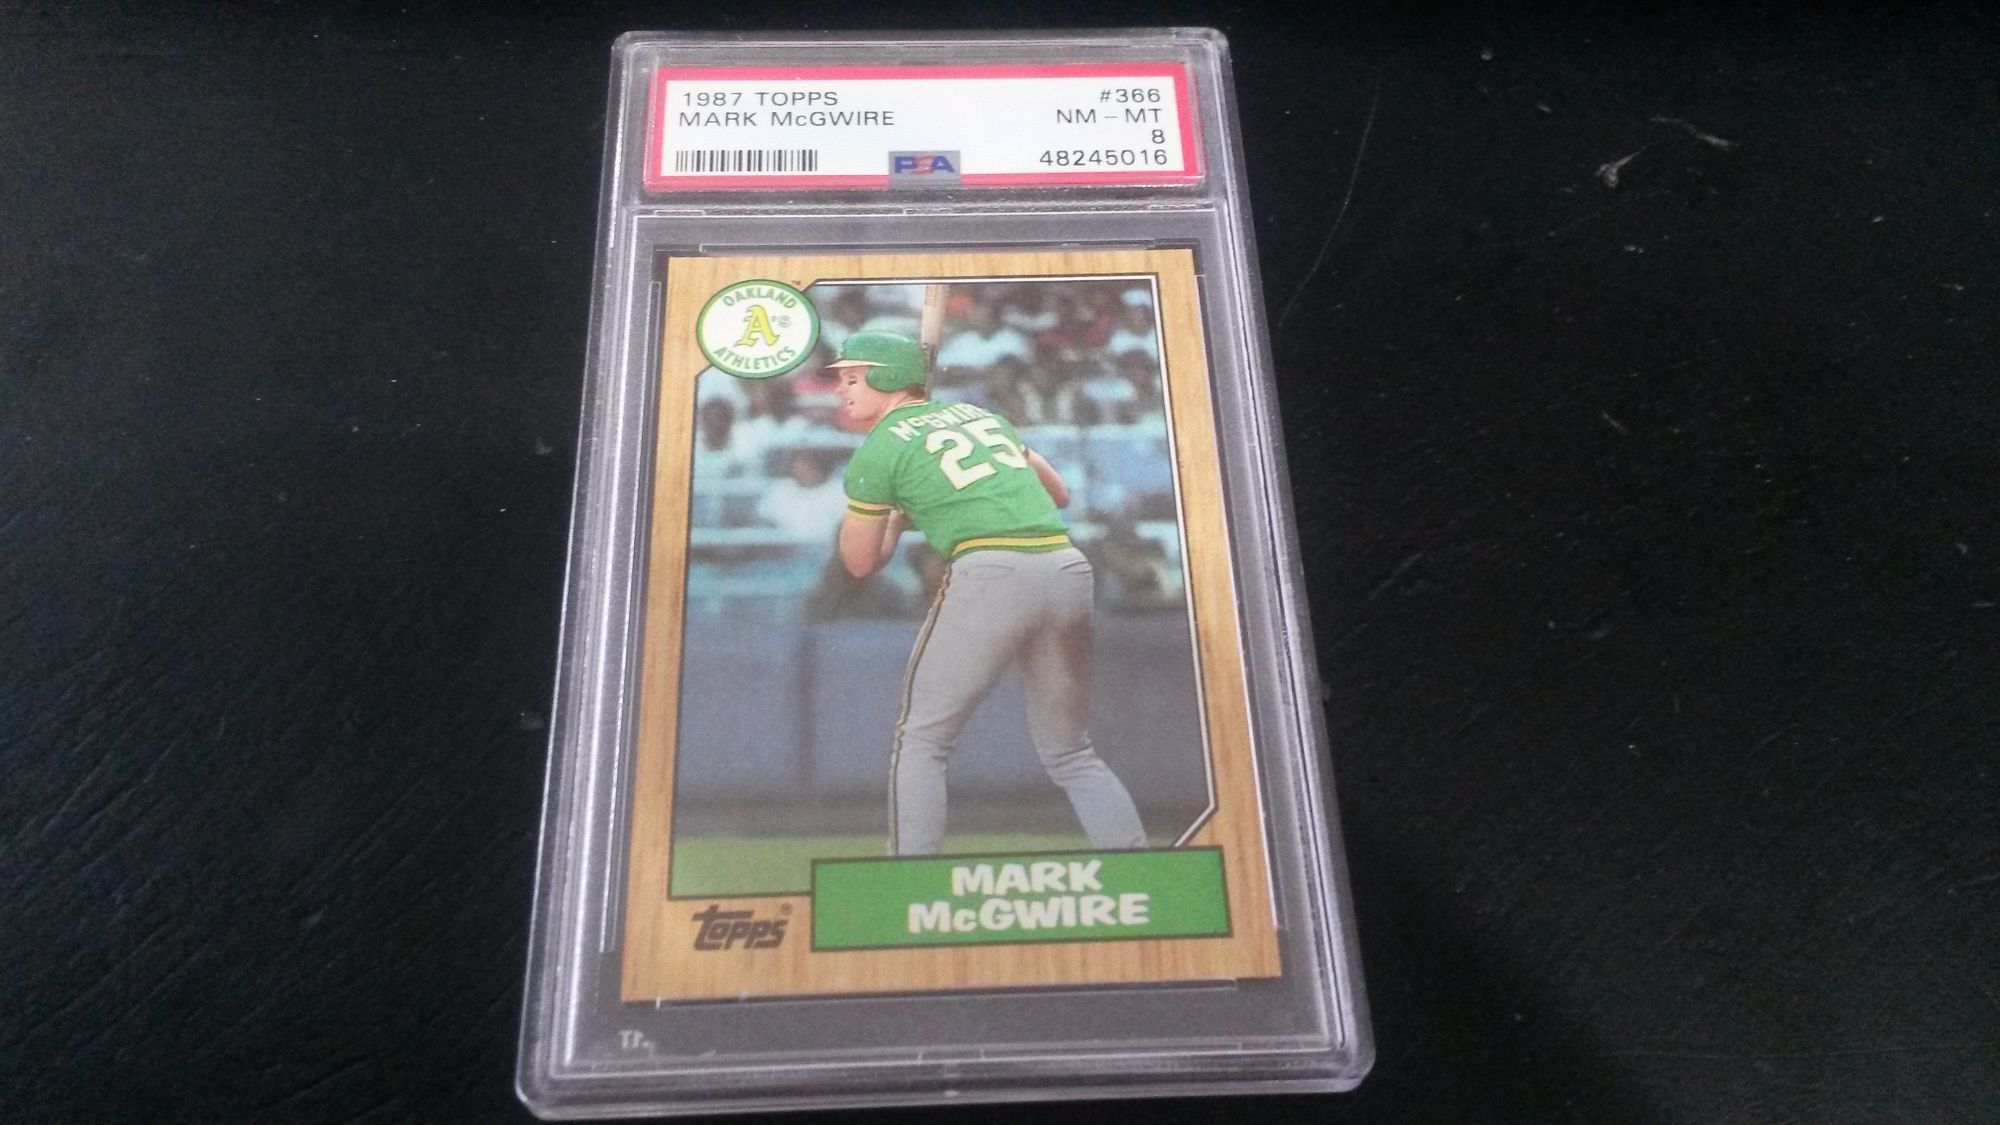 1987 TOPPS #366
MARK McGWIRE NM - MT
8
PSA 48245016
OAKLAND
A's
ATHLETICS
McGWIRE
25
MARK
McGWIRE
Topps®